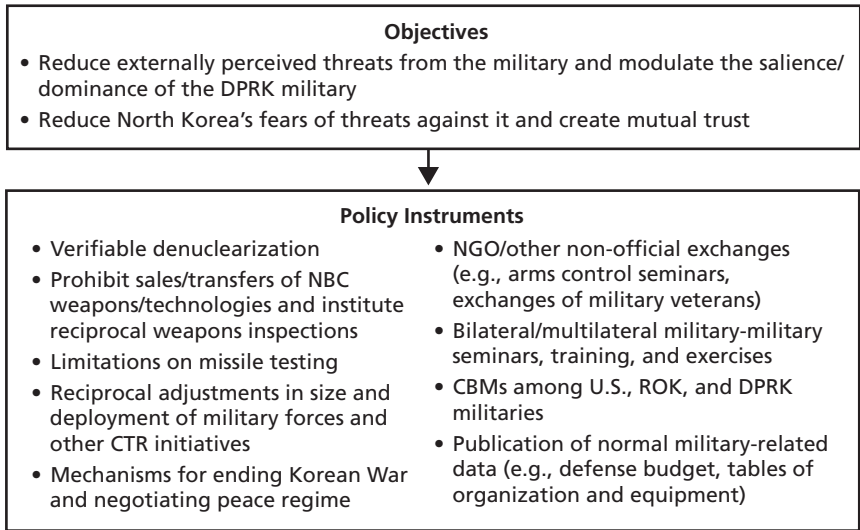 Objectives
• Reduce externally perceived threats from the military and modulate the salience/
dominance of the DPRK military
• Reduce North Korea's fears of threats against it and create mutual trust
Policy Instruments
• Verifiable denuclearization
• Prohibit sales/transfers of NBC
weapons/technologies and institute
reciprocal weapons inspections
• Limitations on missile testing
• Reciprocal adjustments in size and
deployment of military forces and
other CTR initiatives
• Mechanisms for ending Korean War
and negotiating peace regime
• NGO/other non-official exchanges
(e.g., arms control seminars,
exchanges of military veterans)
• Bilateral/multilateral military-military
seminars, training, and exercises
• CBMs among U.S., ROK, and DPRK
militaries
• Publication of normal military-related
data (e.g., defense budget, tables of
organization and equipment)